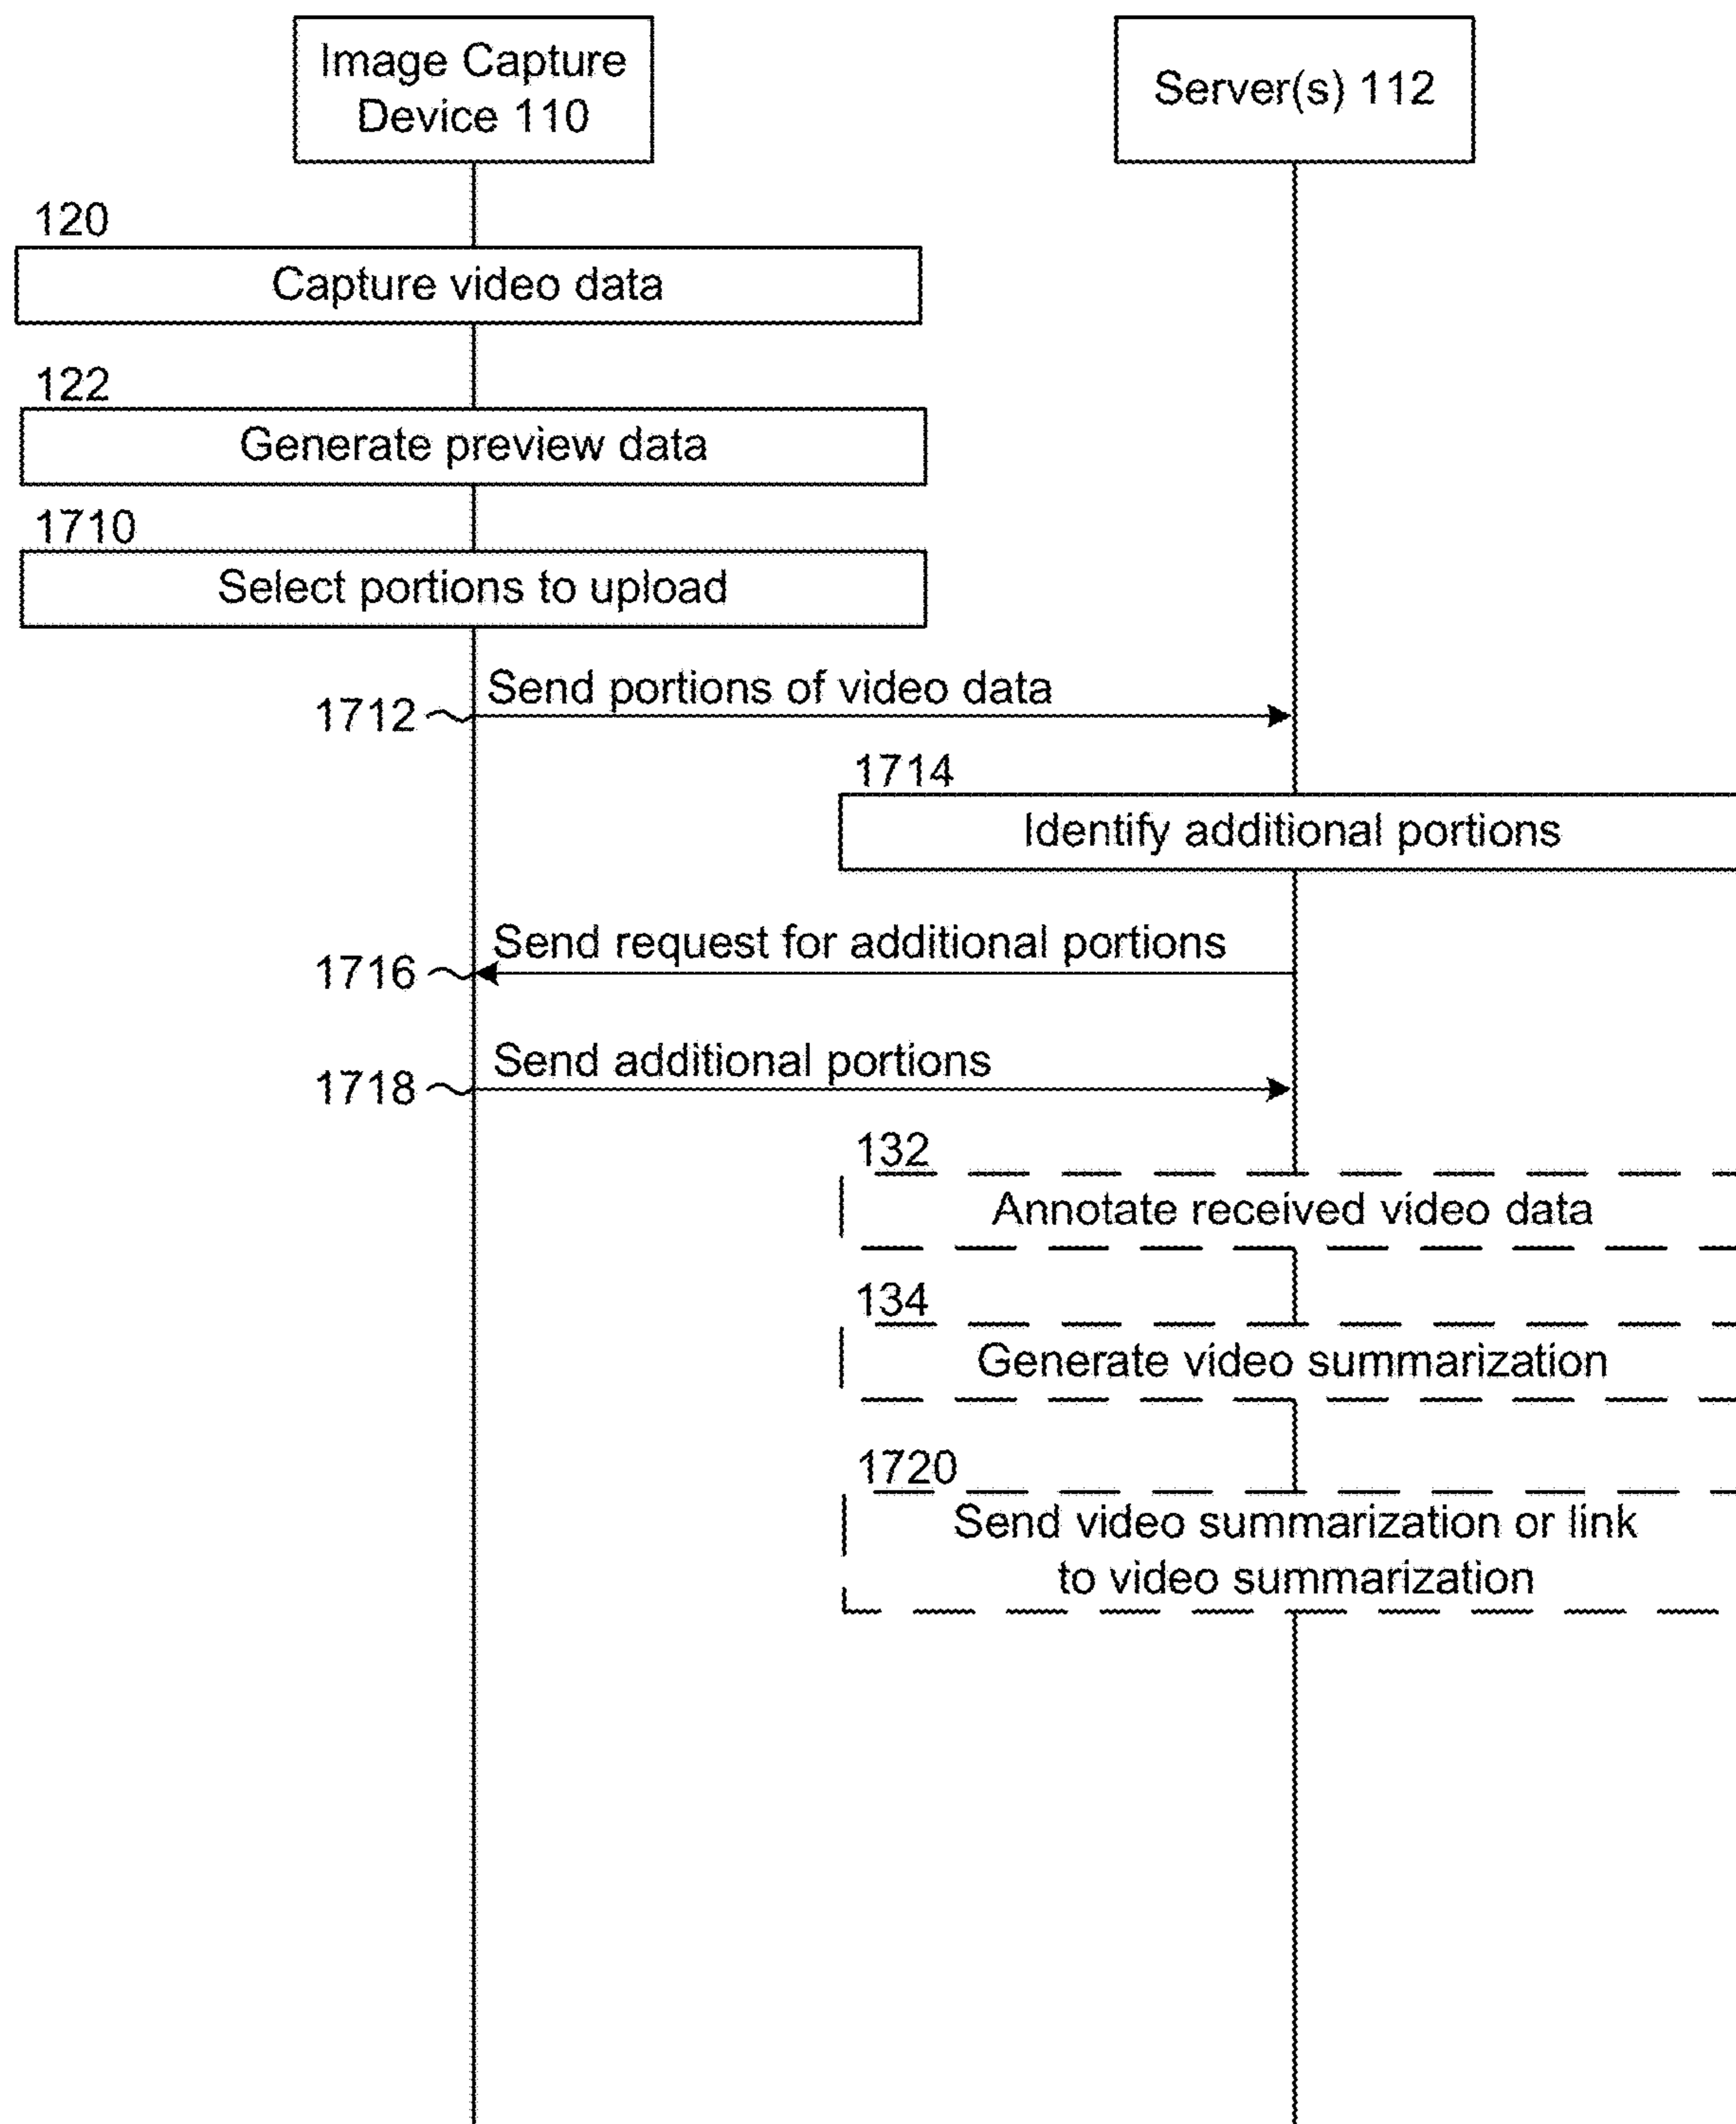 Image Capture
Device 110
Server(s) 112
120
Capture video data
122
Generate preview data
1710
Select portions to upload
Send portions of video data
1712
1714
Identify additional portions
Send request for additional portions
1716
Send additional portions
1718
132
Annotate received video data
134
Generate video summarization
1720
Send video summarization or link
to video summarization